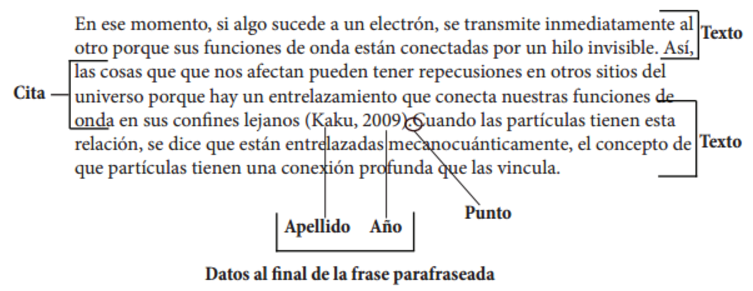 En ese momento, si algo sucede a un electrón, se transmite inmediatamente al
otro porque sus funciones de onda están conectadas por un hilo invisible. Así,
Texto
las cosas que que nos afectan pueden tener repecusiones en otros sitios del
Cita
universo porque hay un entrelazamiento que conecta nuestras funciones de
onda en sus confines lejanos (Kaku, 2009). Cuando las partículas tienen esta
relación, se dice que están entrelazadas mecanocuánticamente, el concepto de
Texto
que partículas tienen una conexión profunda que las vincula.
Punto
Apellido Año
Datos al final de la frase parafraseada